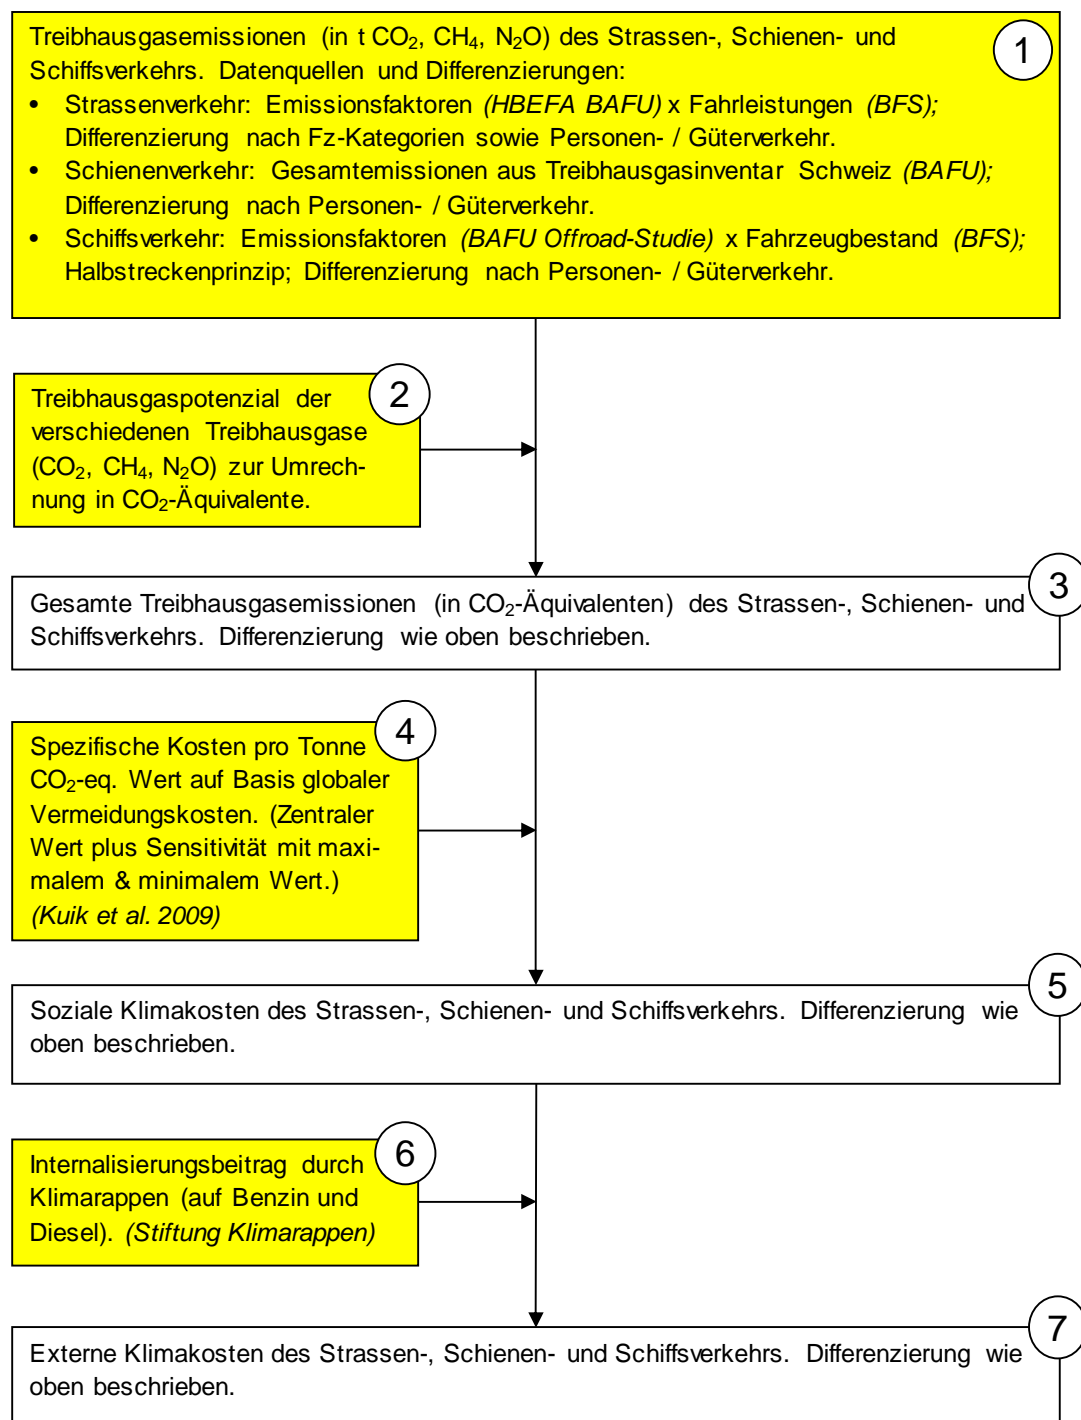 Treibhausgasemissionen (in t CO₂, CH₄, N₂O) des Strassen-, Schienen- und
Schiffsverkehrs. Datenquellen und Differenzierungen:
1
• Strassenverkehr: Emissionsfaktoren (HBEFA BAFU) x Fahrleistungen (BFS);
Differenzierung nach Fz-Kategorien sowie Personen- / Güterverkehr.
• Schienenverkehr: Gesamtemissionen aus Treibhausgasinventar Schweiz (BAFU);
Differenzierung nach Personen- / Güterverkehr.
• Schiffsverkehr: Emissionsfaktoren (BAFU Offroad-Studie) x Fahrzeugbestand (BFS);
Halbstreckenprinzip; Differenzierung nach Personen- / Güterverkehr.
2
Treibhausgaspotenzial der
verschiedenen Treibhausgase
(CO₂, CH₄, N₂O) zur Umrech-
nung in CO₂-Äquivalente.
3
Gesamte Treibhausgasemissionen (in CO₂-Äquivalenten) des Strassen-, Schienen- und
Schiffsverkehrs. Differenzierung wie oben beschrieben.
4
Spezifische Kosten pro Tonne
CO₂-eq. Wert auf Basis globaler
Vermeidungskosten. (Zentraler
Wert plus Sensitivität mit maxi-
malem & minimalem Wert.)
(Kuik et al. 2009)
5
Soziale Klimakosten des Strassen-, Schienen- und Schiffsverkehrs. Differenzierung wie
oben beschrieben.
6
Internalisierungsbeitrag durch
Klimarappen (auf Benzin und
Diesel). (Stiftung Klimarappen)
7
Externe Klimakosten des Strassen-, Schienen- und Schiffsverkehrs. Differenzierung wie
oben beschrieben.